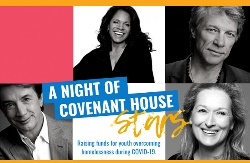 A NIGHT OF
COVENANT HOUSE
stars
Raising funds for youth overcoming
homelessness during COVID-19.